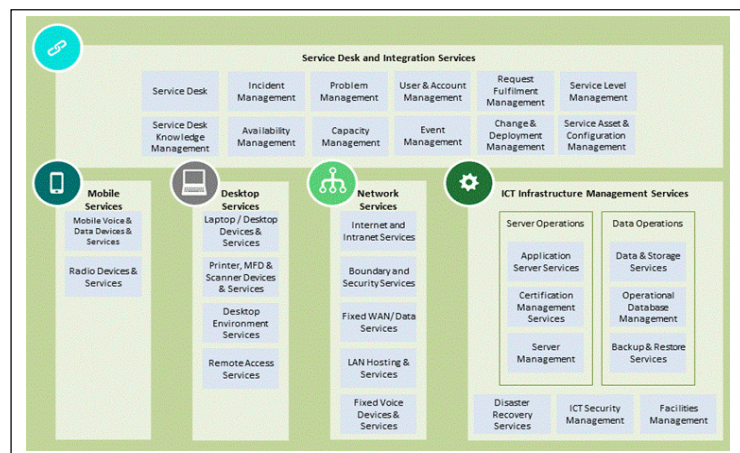 Service Desk and Integration Services
Service Desk
Incident
Management
Problem
Management
User & Account
Management
Request
Fulfilment
Management
Service Level
Management
Service Desk
Knowledge
Management
Availability
Management
Capacity
Management
Event
Management
Change &
Deployment
Management
Service Asset &
Configuration
Management
Mobile
Services
Mobile Voice &
Data Devices &
Services
Radio Devices &
Services
Desktop
Services
Laptop / Desktop
Devices &
Services
Printer, MFD &
Scanner Devices
& Services
Desktop
Environment
Services
Remote Access
Services
Network
Services
Internet and
Intranet Services
Boundary and
Security Services
Fixed WAN/Data
Services
LAN Hosting &
Services
Fixed Voice
Devices &
Services
ICT Infrastructure Management Services
Server Operations
Application
Server Services
Certification
Management
Services
Server
Management
Data Operations
Data & Storage
Services
Operational
Database
Management
Backup & Restore
Services
Disaster
Recovery
Services
ICT Security
Management
Facilities
Management